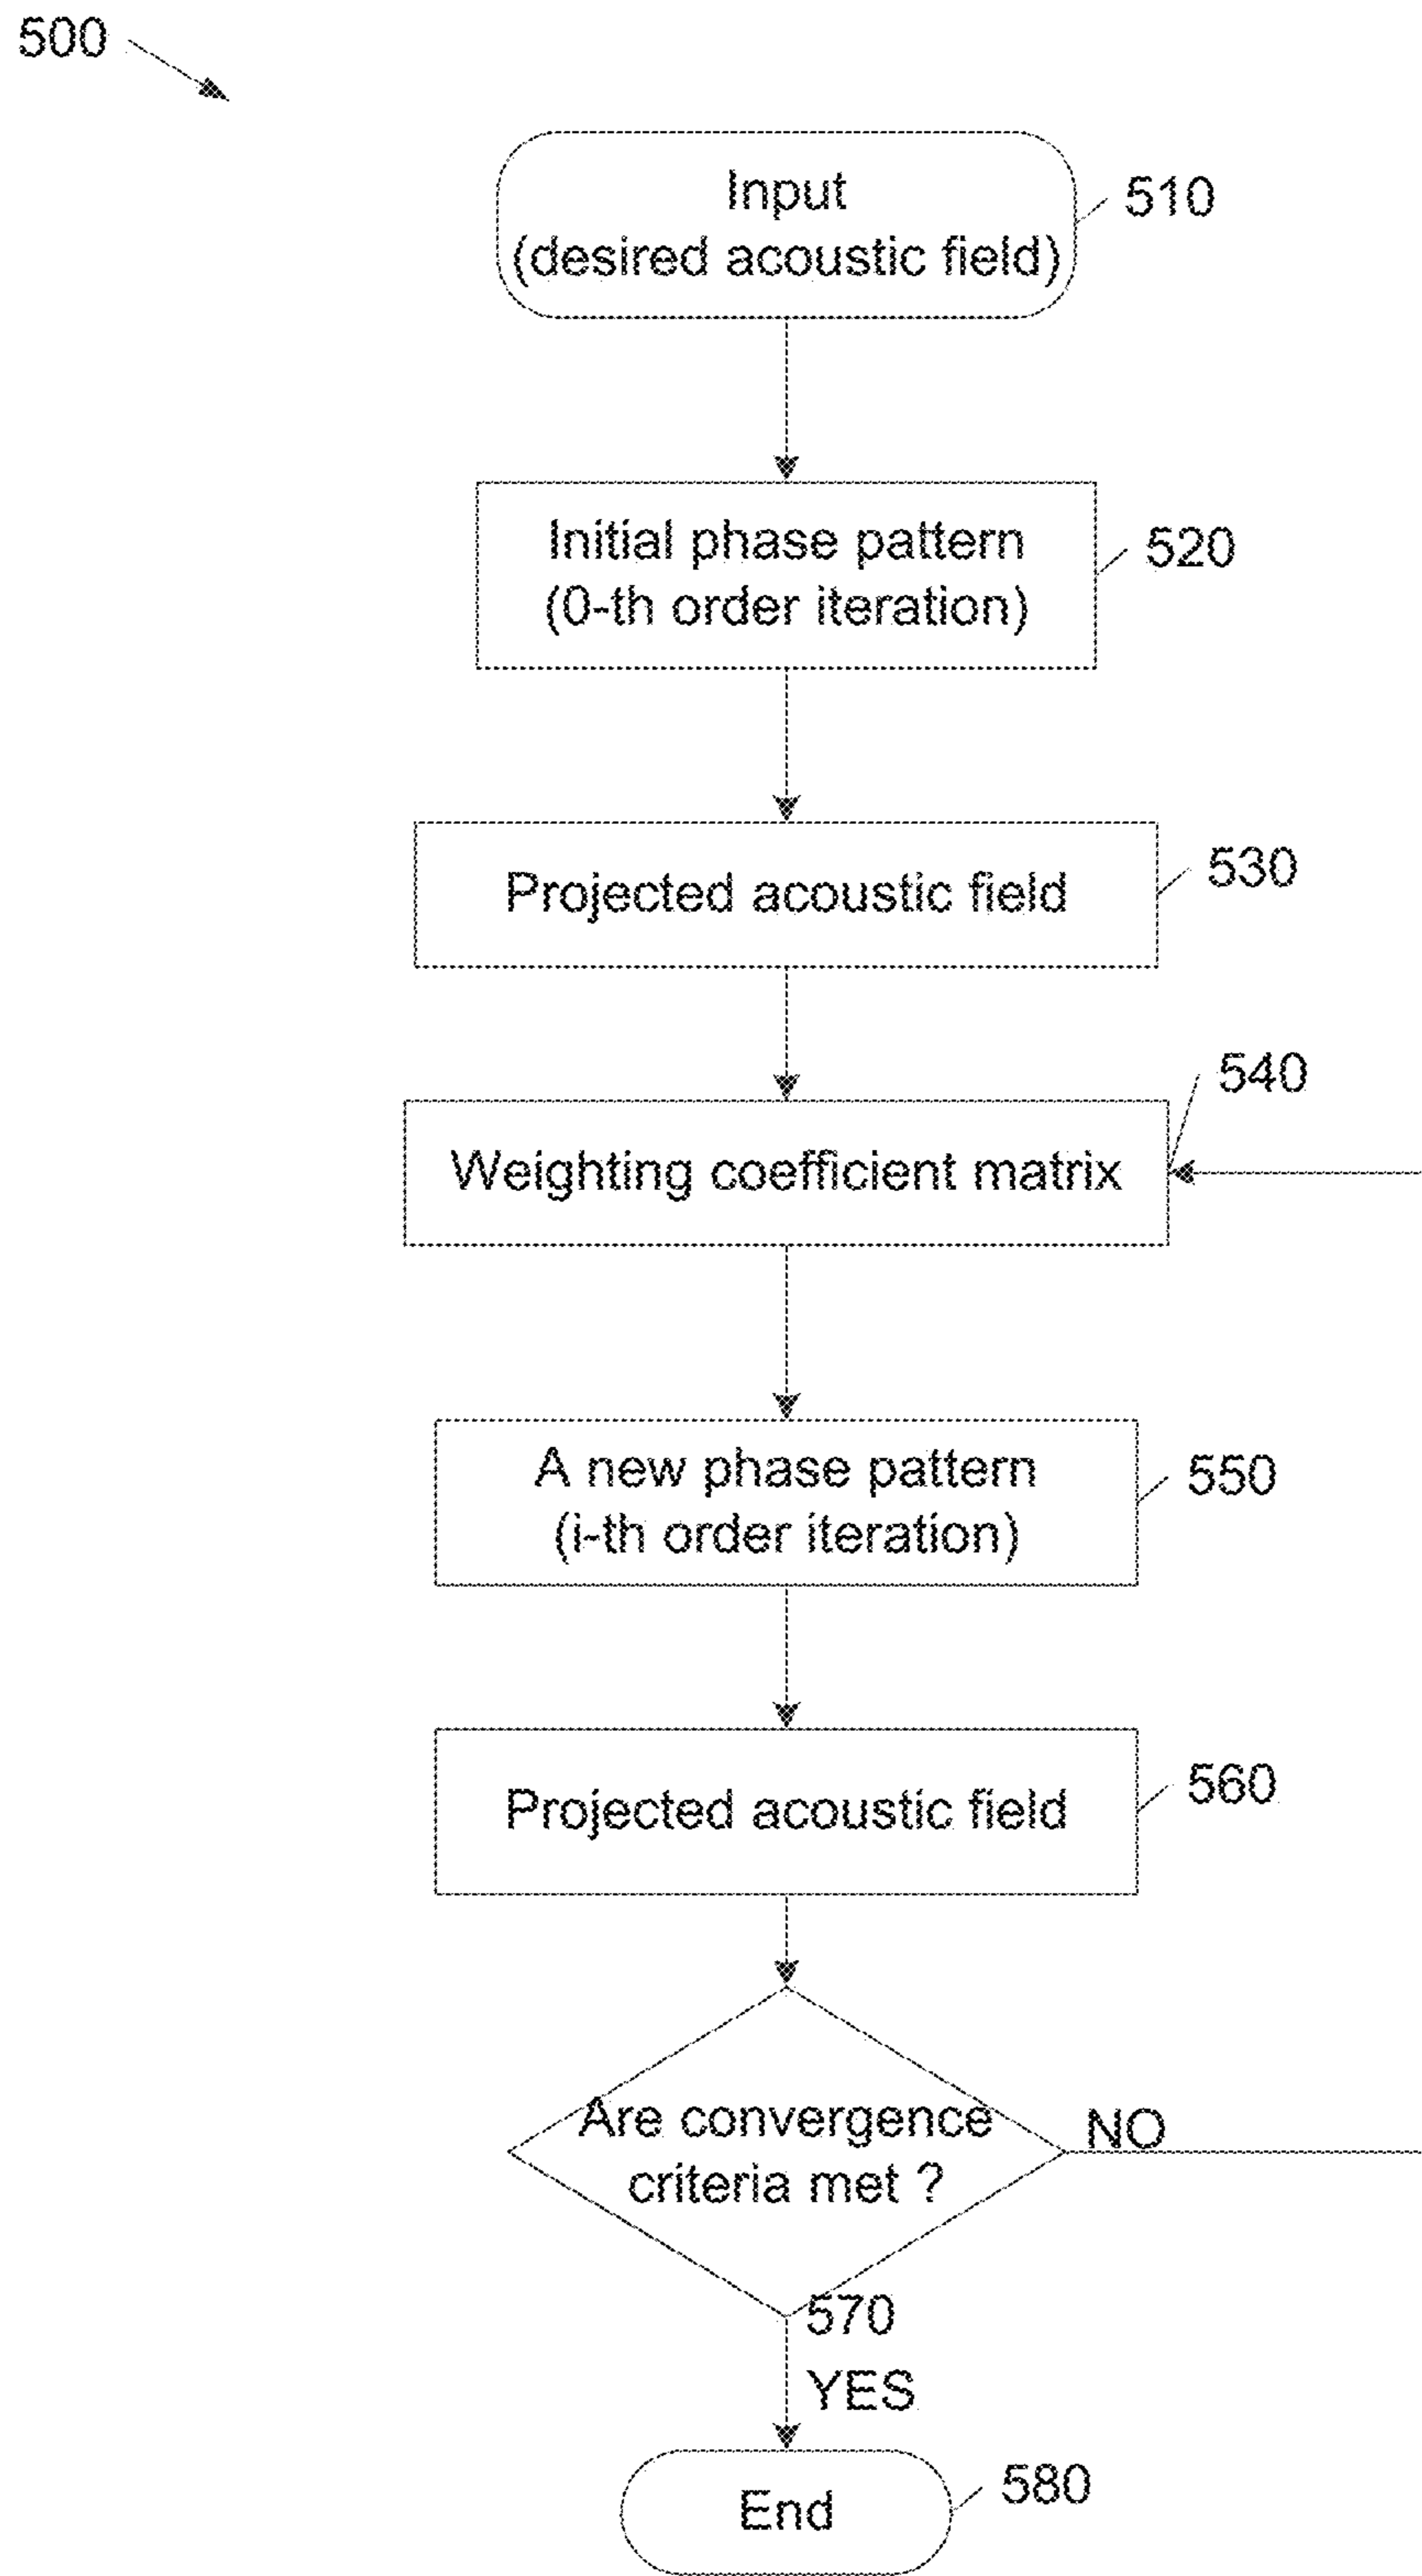 500
Input
(desired acoustic field)
510
Initial phase pattern
(0-th order iteration)
520
Projected acoustic field
530
540
Weighting coefficient matrix
A new phase pattern
(i-th order iteration)
550
Projected acoustic field
560
Are convergence
criteria met ?
NO
570
YES
End
580